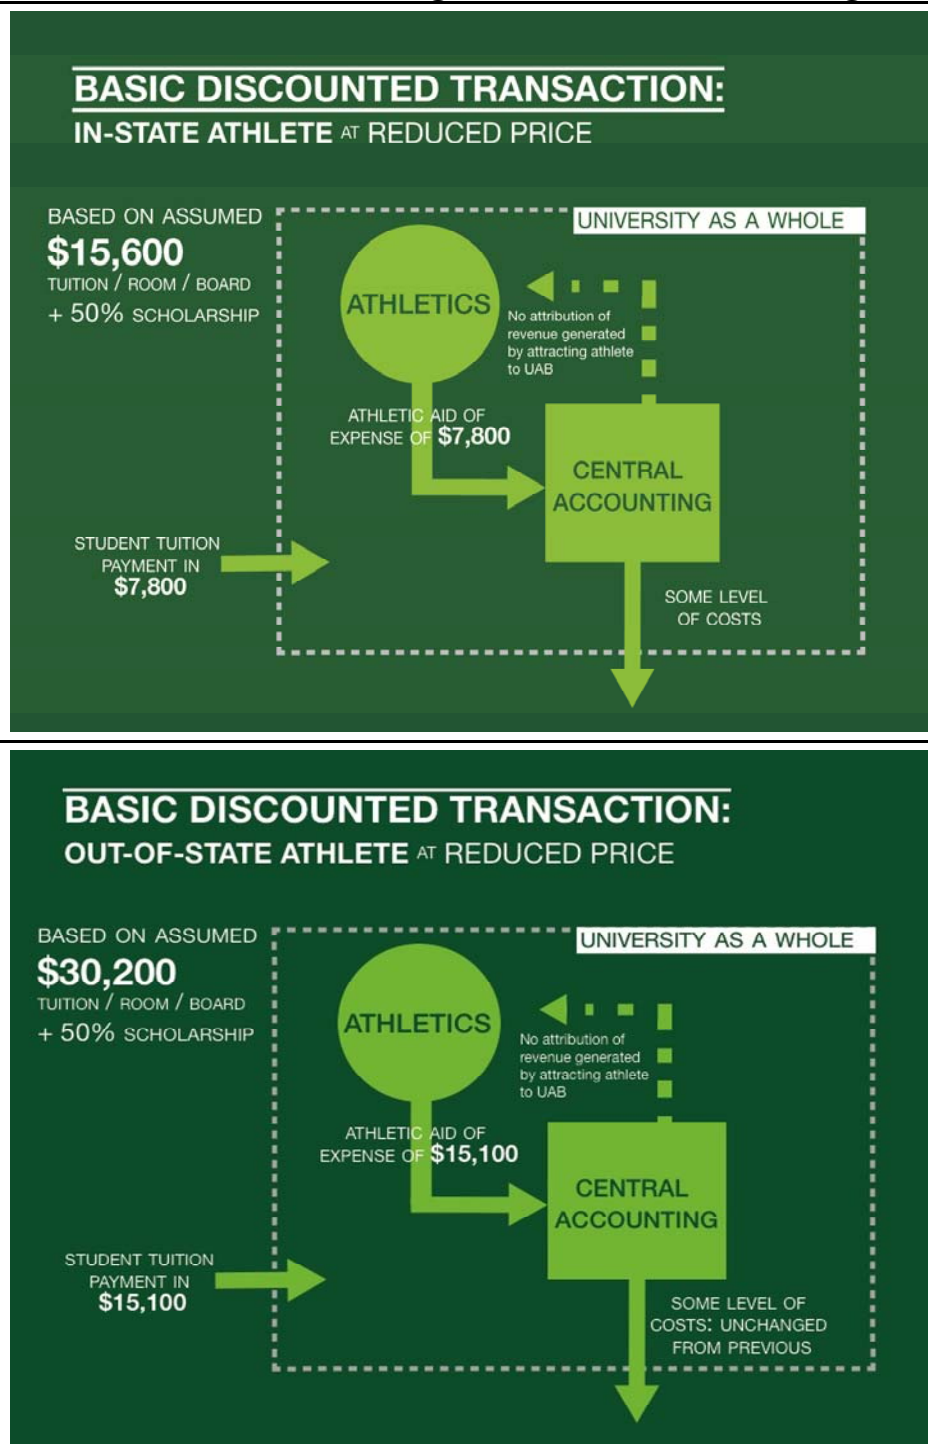 BASIC DISCOUNTED TRANSACTION:
IN-STATE ATHLETE AT REDUCED PRICE
BASED ON ASSUMED
$15,600
TUITION / ROOM / BOARD
+ 50% SCHOLARSHIP
UNIVERSITY AS A WHOLE
ATHLETICS
No attribution of
revenue generated
by attracting athlete
to UAB
ATHLETIC AID OF
EXPENSE OF $7,800
CENTRAL
ACCOUNTING
STUDENT TUITION
PAYMENT IN
$7,800
SOME LEVEL
OF COSTS
BASIC DISCOUNTED TRANSACTION:
OUT-OF-STATE ATHLETE AT REDUCED PRICE
BASED ON ASSUMED
$30,200
TUITION / ROOM / BOARD
+ 50% SCHOLARSHIP
UNIVERSITY AS A WHOLE
ATHLETICS
No attribution of
revenue generated
by attracting athlete
to UAB
ATHLETIC AID OF
EXPENSE OF $15,100
CENTRAL
ACCOUNTING
STUDENT TUITION
PAYMENT IN
$15,100
SOME LEVEL OF
COSTS: UNCHANGED
FROM PREVIOUS